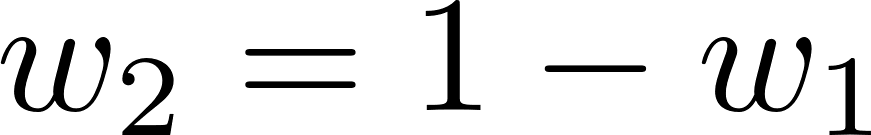 w₂ = 1 − w₁